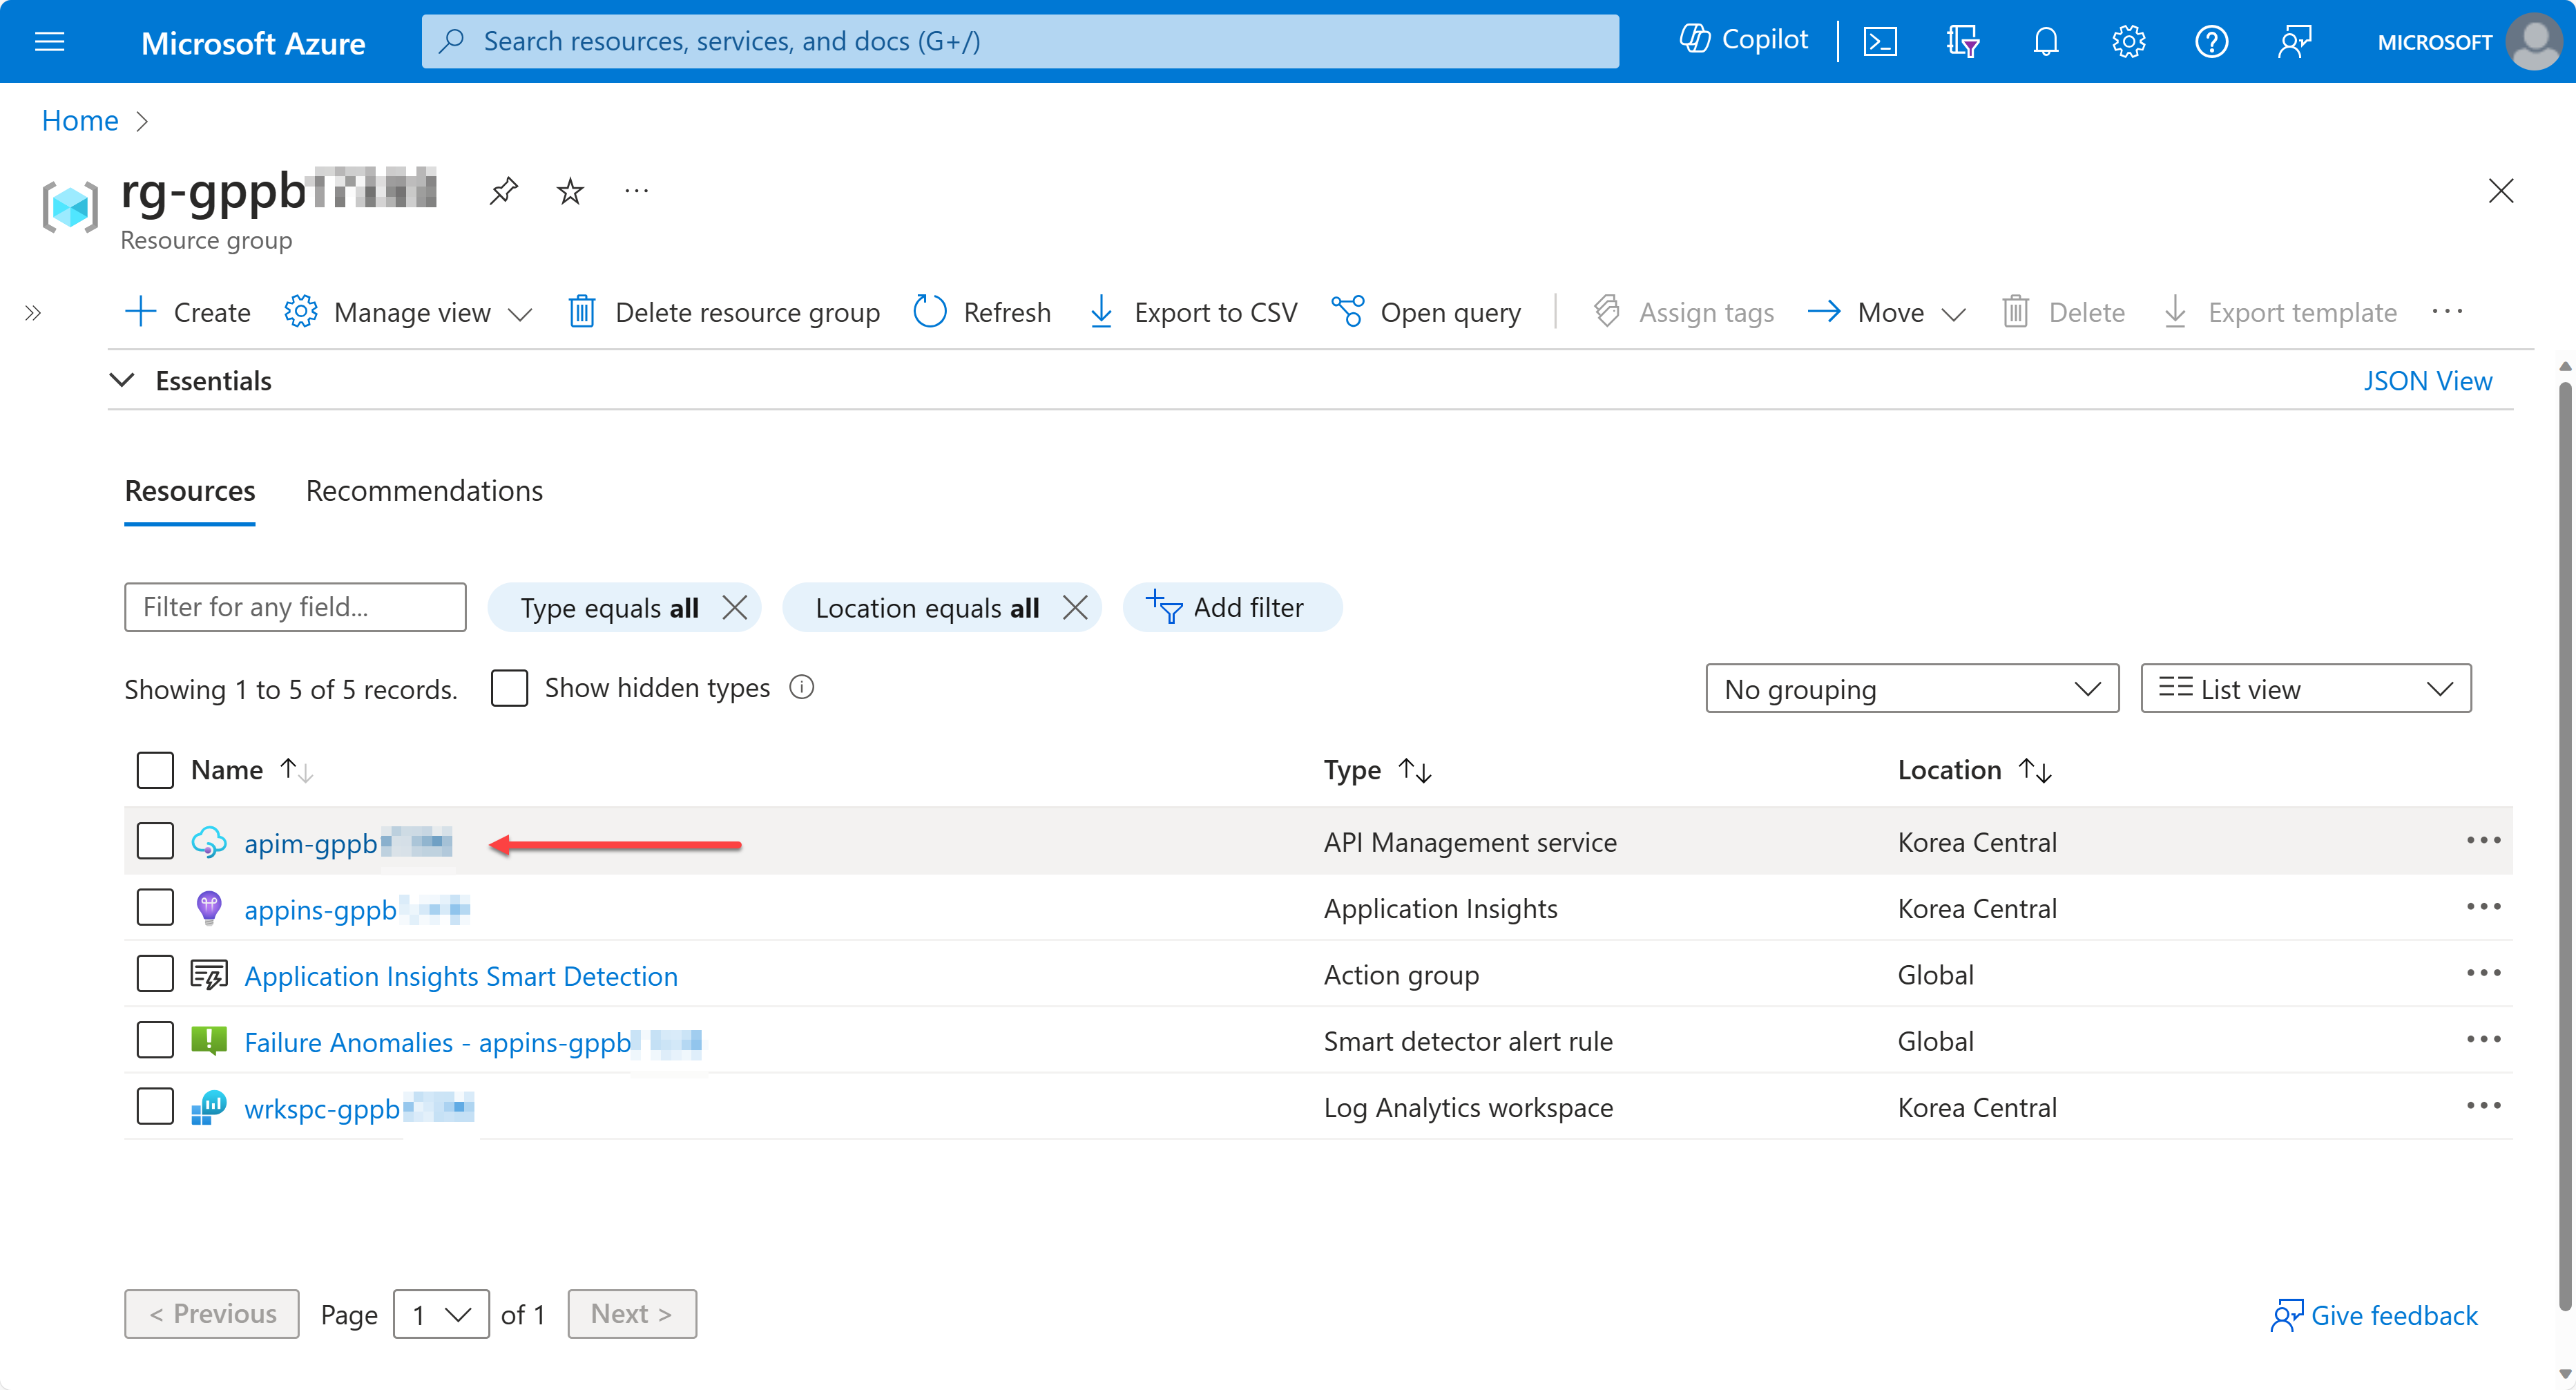 Microsoft Azure
Search resources, services, and docs (G+/)
Copilot
MICROSOFT
Home
rg-gppb
Resource group
Create
Manage view
Delete resource group
Refresh
Export to CSV
Open query
Assign tags
Move
Delete
Export template
Essentials
JSON View
Resources
Recommendations
Filter for any field...
Type equals all
Location equals all
Add filter
Showing 1 to 5 of 5 records.
Show hidden types
No grouping
List view
Name
Type
Location
apim-gppb
API Management service
Korea Central
appins-gppb
Application Insights
Korea Central
Application Insights Smart Detection
Action group
Global
Failure Anomalies - appins-gppb
Smart detector alert rule
Global
wrkspc-gppb
Log Analytics workspace
Korea Central
< Previous
Page
1
of 1
Next >
Give feedback